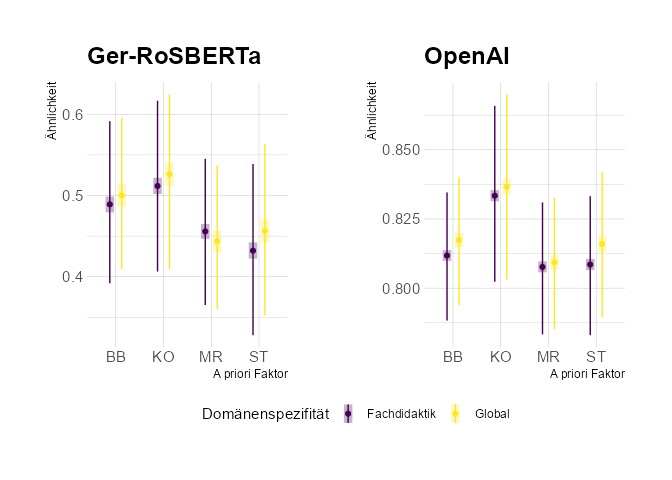 Ger-RoSBERTa
Ähnlichkeit
0.6
0.5
0.4
BB KO MR ST
A priori Faktor
OpenAI
Ähnlichkeit
0.850
0.825
0.800
BB KO MR ST
A priori Faktor
Domänenspezifität Fachdidaktik Global